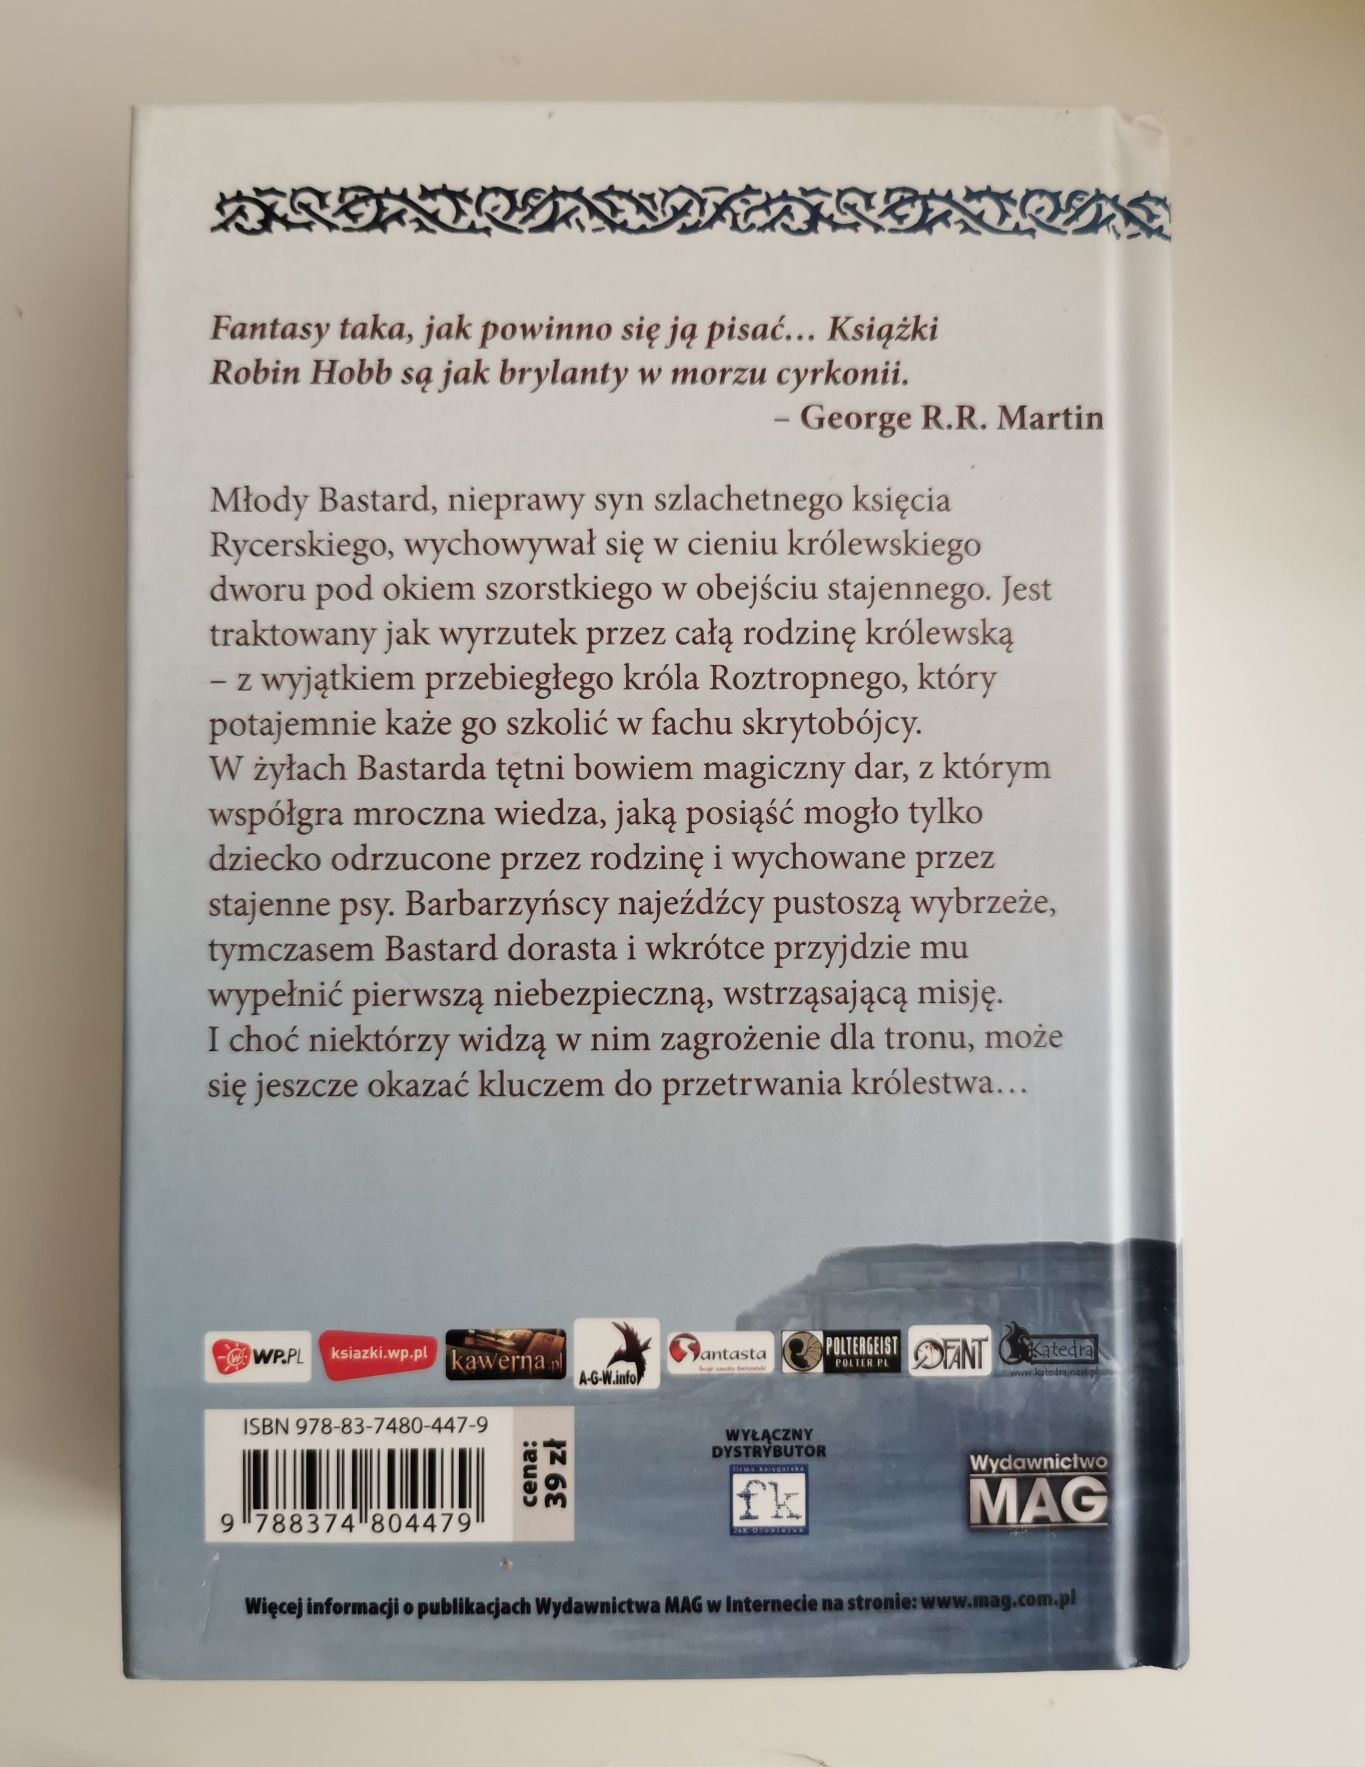 Fantasy taka, jak powinno się ją pisać… Książki
Robin Hobb są jak brylanty w morzu cyrkonii.
– George R.R. Martin
Młody Bastard, nieprawy syn szlachetnego księcia
Rycerskiego, wychowywał się w cieniu królewskiego
dworu pod okiem szorstkiego w obejściu stajennego. Jest
traktowany jak wyrzutek przez całą rodzinę królewską
– z wyjątkiem przebiegłego króla Roztropnego, który
potajemnie każe go szkolić w fachu skrytobójcy.
W żyłach Bastarda tętni bowiem magiczny dar, z którym
współgra mroczna wiedza, jaką posiąść mogło tylko
dziecko odrzucone przez rodzinę i wychowane przez
stajenne psy. Barbarzyńscy najeźdźcy pustoszą wybrzeże,
tymczasem Bastard dorasta i wkrótce przyjdzie mu
wypełnić pierwszą niebezpieczną, wstrząsającą misję.
I choć niektórzy widzą w nim zagrożenie dla tronu, może
się jeszcze okazać kluczem do przetrwania królestwa…
WP.PL
ksiazki.wp.pl
kawerna.pl
A-G-W.info
Fantasta
POLTERGEIST
POLTER PL
QFANT
Katedra
ISBN 978-83-7480-447-9
cena:
39 zł
9 788374 804479
WYŁĄCZNY
DYSTRYBUTOR
firma księgarska
fk
Wydawnictwo
MAG
Więcej informacji o publikacjach Wydawnictwa MAG w Internecie na stronie: www.mag.com.pl